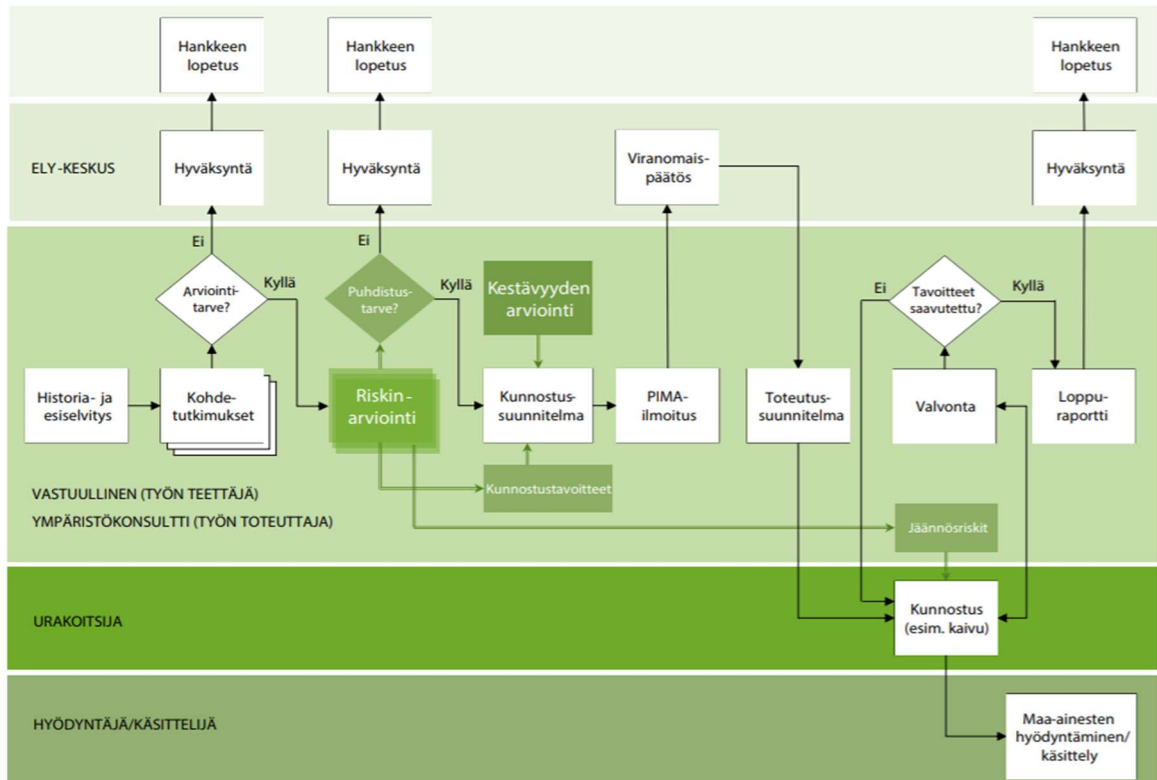 Hankkeen
lopetus
Hankkeen
lopetus
Hankkeen
lopetus
ELY-KESKUS
Hyväksyntä
Hyväksyntä
Viranomais-
päätös
Hyväksyntä
Ei
Arviointi-
tarve?
Kyllä
Ei
Puhdistus-
tarve?
Kyllä
Kestävyyden
arviointi
Ei
Tavoitteet
saavutettu?
Kyllä
Historia- ja
esiselvitys
Kohde-
tutkimukset
Riskin-
arviointi
Kunnostus-
suunnitelma
PIMA-
ilmoitus
Toteutus-
suunnitelma
Valvonta
Loppu-
raportti
Kunnostustavoitteet
VASTUULLINEN (TYÖN TEETTÄJÄ)
YMPÄRISTÖKONSULTTI (TYÖN TOTEUTTAJA)
Jäännösriskit
URAKOITSIJA
Kunnostus
(esim. kaivu)
HYÖDYNTÄJÄ/KÄSITTELIJÄ
Maa-ainesten
hyödyntäminen/
käsittely